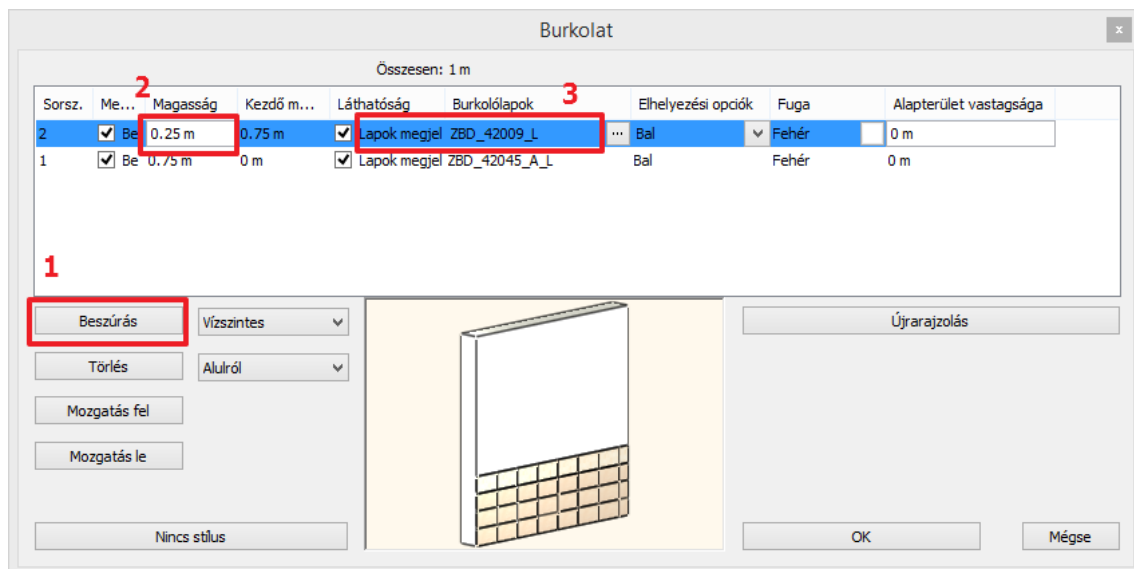 Burkolat
x
Összesen: 1 m
2
3
Sorsz. Me... Magasság Kezdő m... Láthatóság Burkolólapok Elhelyezési opciók Fuga Alapterület vastagsága
2 Be 0.25 m 0.75 m Lapok megjel ZBD_42009_L ... Bal Fehér 0 m
1 Be 0.75 m 0 m Lapok megjel ZBD_42045_A_L Bal Fehér 0 m
1
Beszúrás Vízszintes Újrarajzolás
Törlés Alulról
Mozgatás fel
Mozgatás le
Nincs stílus OK Mégse